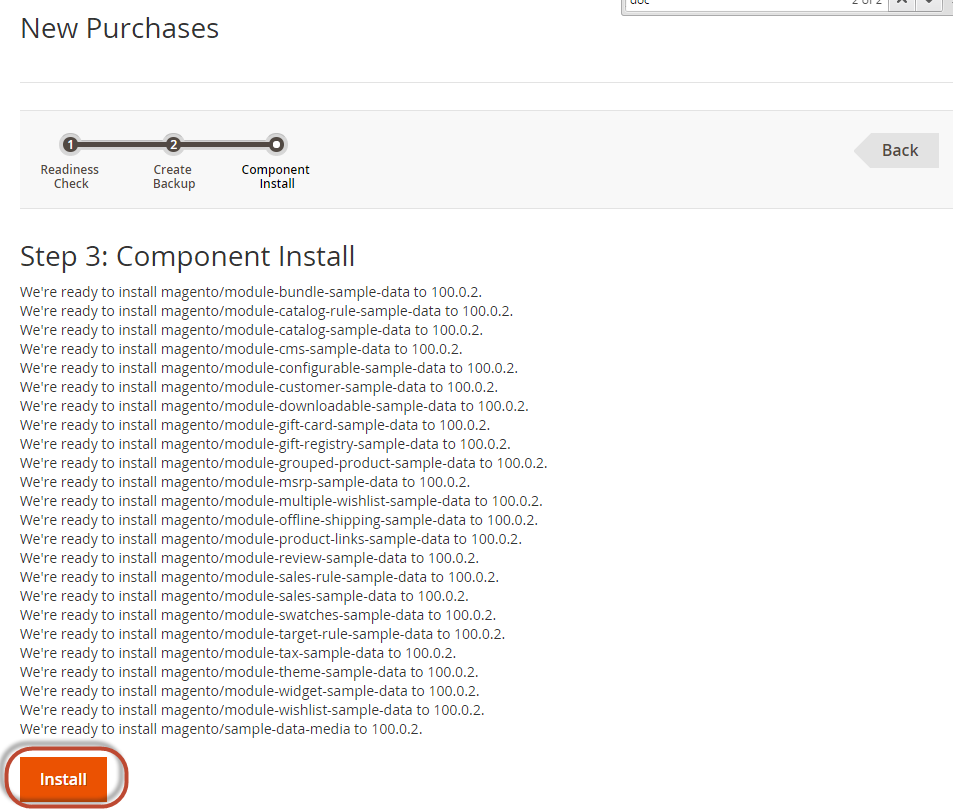 doc 2 of 2
New Purchases
1 2
Readiness Check
Create Backup
Component Install
Back
Step 3: Component Install
We're ready to install magento/module-bundle-sample-data to 100.0.2.
We're ready to install magento/module-catalog-rule-sample-data to 100.0.2.
We're ready to install magento/module-catalog-sample-data to 100.0.2.
We're ready to install magento/module-cms-sample-data to 100.0.2.
We're ready to install magento/module-configurable-sample-data to 100.0.2.
We're ready to install magento/module-customer-sample-data to 100.0.2.
We're ready to install magento/module-downloadable-sample-data to 100.0.2.
We're ready to install magento/module-gift-card-sample-data to 100.0.2.
We're ready to install magento/module-gift-registry-sample-data to 100.0.2.
We're ready to install magento/module-grouped-product-sample-data to 100.0.2.
We're ready to install magento/module-msrp-sample-data to 100.0.2.
We're ready to install magento/module-multiple-wishlist-sample-data to 100.0.2.
We're ready to install magento/module-offline-shipping-sample-data to 100.0.2.
We're ready to install magento/module-product-links-sample-data to 100.0.2.
We're ready to install magento/module-review-sample-data to 100.0.2.
We're ready to install magento/module-sales-rule-sample-data to 100.0.2.
We're ready to install magento/module-sales-sample-data to 100.0.2.
We're ready to install magento/module-swatches-sample-data to 100.0.2.
We're ready to install magento/module-target-rule-sample-data to 100.0.2.
We're ready to install magento/module-tax-sample-data to 100.0.2.
We're ready to install magento/module-theme-sample-data to 100.0.2.
We're ready to install magento/module-widget-sample-data to 100.0.2.
We're ready to install magento/module-wishlist-sample-data to 100.0.2.
We're ready to install magento/sample-data-media to 100.0.2.
Install